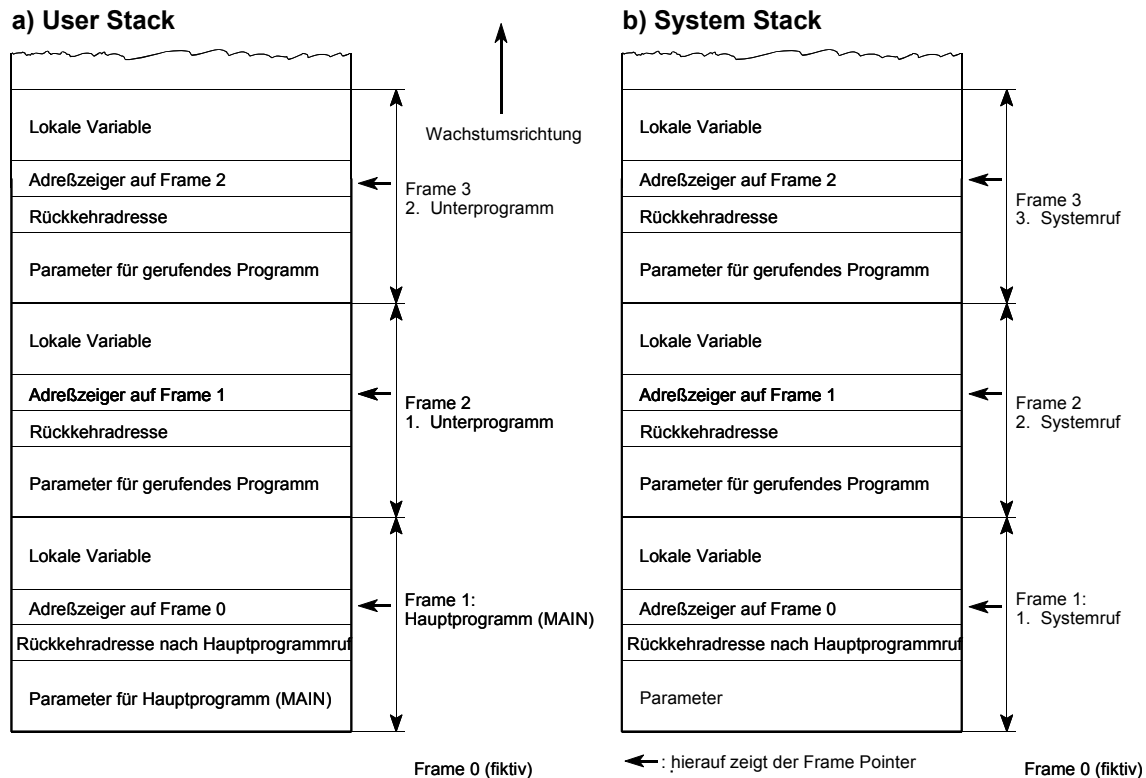 a) User Stack
Lokale Variable
Adreßzeiger auf Frame 2
Rückkehradresse
Parameter für gerufendes Programm
Lokale Variable
Adreßzeiger auf Frame 1
Rückkehradresse
Parameter für gerufendes Programm
Lokale Variable
Adreßzeiger auf Frame 0
Rückkehradresse nach Hauptprogrammruf
Parameter für Hauptprogramm (MAIN)
Wachstumsrichtung
Frame 3
2. Unterprogramm
Frame 2
1. Unterprogramm
Frame 1:
Hauptprogramm (MAIN)
Frame 0 (fiktiv)
b) System Stack
Lokale Variable
Adreßzeiger auf Frame 2
Rückkehradresse
Parameter für gerufendes Programm
Lokale Variable
Adreßzeiger auf Frame 1
Rückkehradresse
Parameter für gerufendes Programm
Lokale Variable
Adreßzeiger auf Frame 0
Rückkehradresse nach Hauptprogrammruf
Parameter
Frame 3
3. Systemruf
Frame 2
2. Systemruf
Frame 1:
1. Systemruf
: hierauf zeigt der Frame Pointer
Frame 0 (fiktiv)